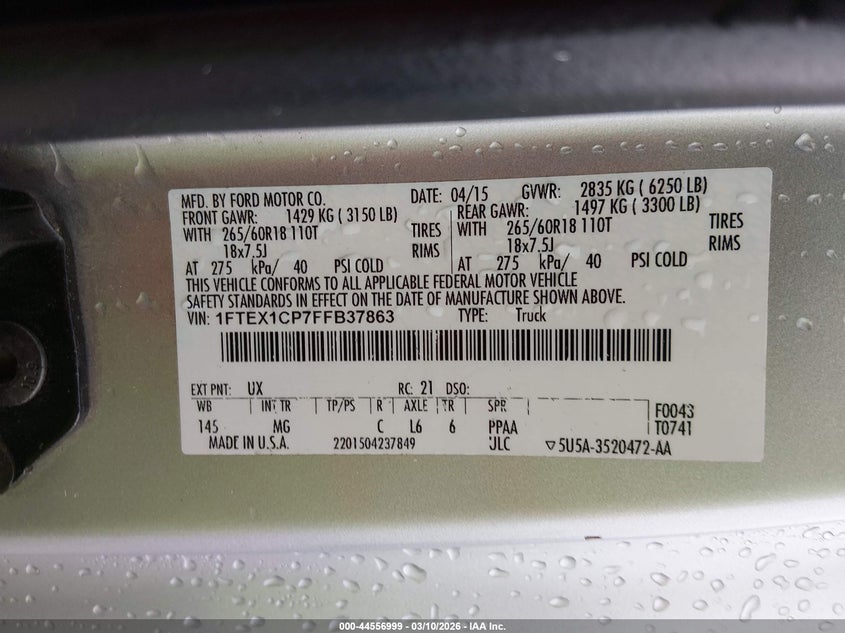 MFD. BY FORD MOTOR CO. DATE: 04/15 GVWR: 2835 KG ( 6250 LB)
FRONT GAWR: 1429 KG ( 3150 LB) REAR GAWR: 1497 KG ( 3300 LB)
WITH 265/60R18 110T TIRES WITH 265/60R18 110T TIRES
18x7.5J RIMS 18x7.5J RIMS
AT 275 kPa/ 40 PSI COLD AT 275 kPa/ 40 PSI COLD
THIS VEHICLE CONFORMS TO ALL APPLICABLE FEDERAL MOTOR VEHICLE
SAFETY STANDARDS IN EFFECT ON THE DATE OF MANUFACTURE SHOWN ABOVE.
VIN: 1FTEX1CP7FFB37863 TYPE: Truck
EXT PNT: UX RC: 21 DSO:
WB INT TR TP/PS R AXLE TR SPR F0043
145 MG C L6 6 PPAA T0741
MADE IN U.S.A. 2201504237849 ULC 5U5A-3520472-AA
000-44556999 — 03/10/2026 — IAA Inc.